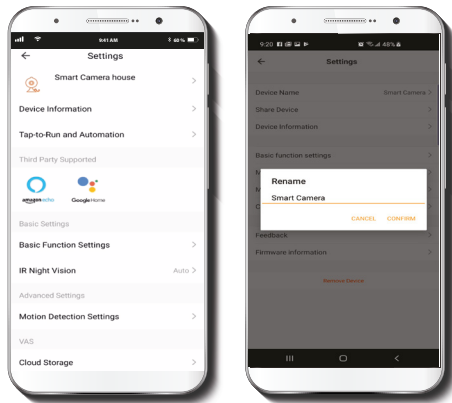 9:41 AM
60 %
Settings
Smart Camera house
Device Information
Tap-to-Run and Automation
Third Party Supported
amazon echo
Google Home
Basic Settings
Basic Function Settings
IR Night Vision Auto
Advanced Settings
Motion Detection Settings
VAS
Cloud Storage
9:20 48%
Settings
Device Name Smart Camera
Share Device
Device Information
Basic function settings
M
Rename
M
Smart Camera
CANCEL CONFIRM
Feedback
Firmware information
Remove Device